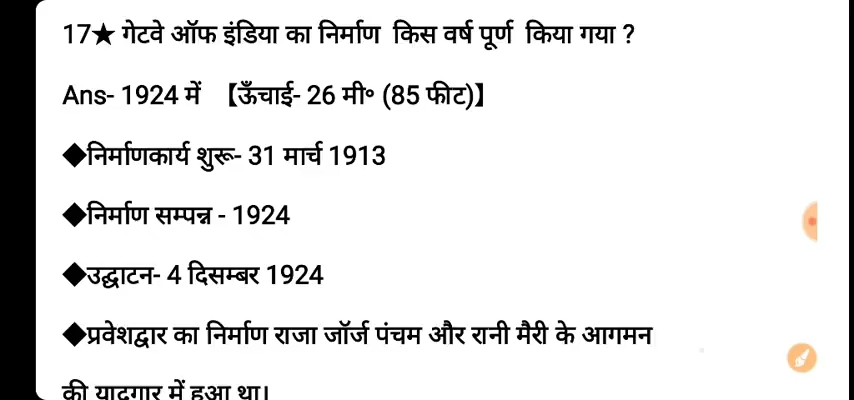 17★ गेटवे ऑफ इंडिया का निर्माण किस वर्ष पूर्ण किया गया ?
Ans- 1924 में 【ऊँचाई- 26 मी॰ (85 फीट)】
◆निर्माणकार्य शुरू- 31 मार्च 1913
◆निर्माण सम्पन्न - 1924
◆उद्घाटन- 4 दिसम्बर 1924
◆प्रवेशद्वार का निर्माण राजा जॉर्ज पंचम और रानी मैरी के आगमन
की यादगार में हुआ था।